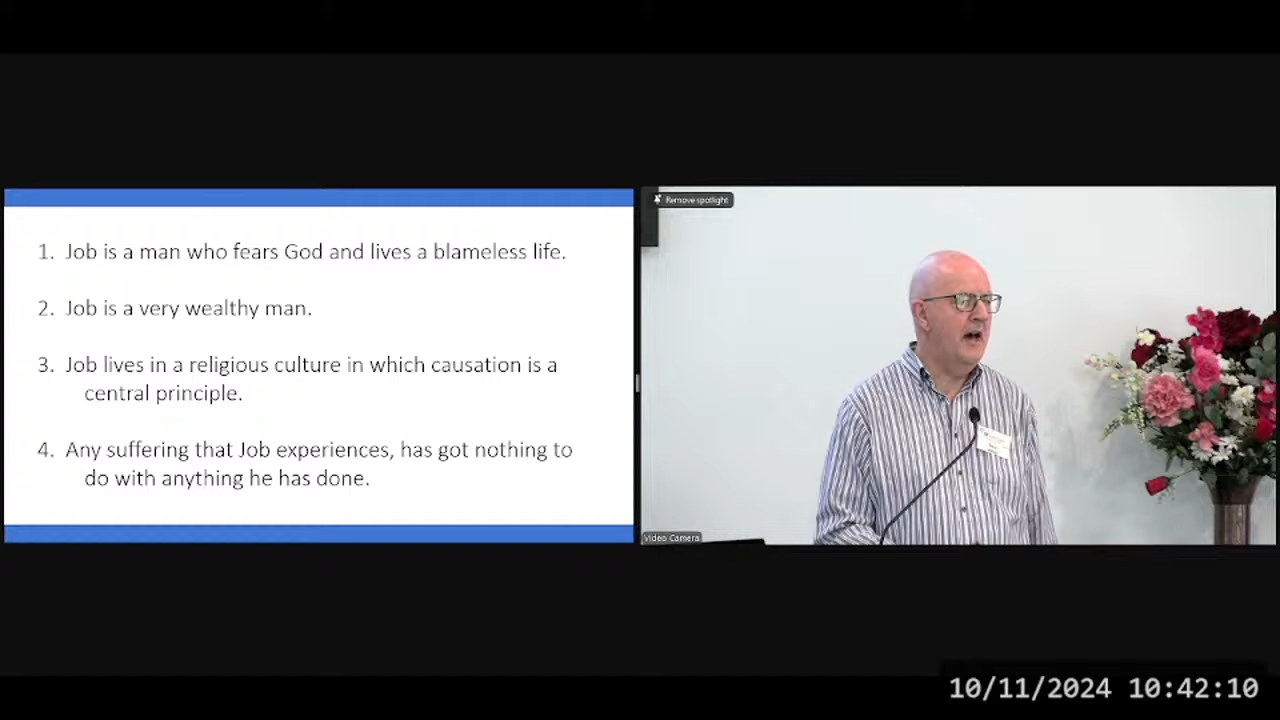 1. Job is a man who fears God and lives a blameless life.
2. Job is a very wealthy man.
3. Job lives in a religious culture in which causation is a
central principle.
4. Any suffering that Job experiences, has got nothing to
do with anything he has done.
Remove spotlight
Video Camera
10/11/2024 10:42:10